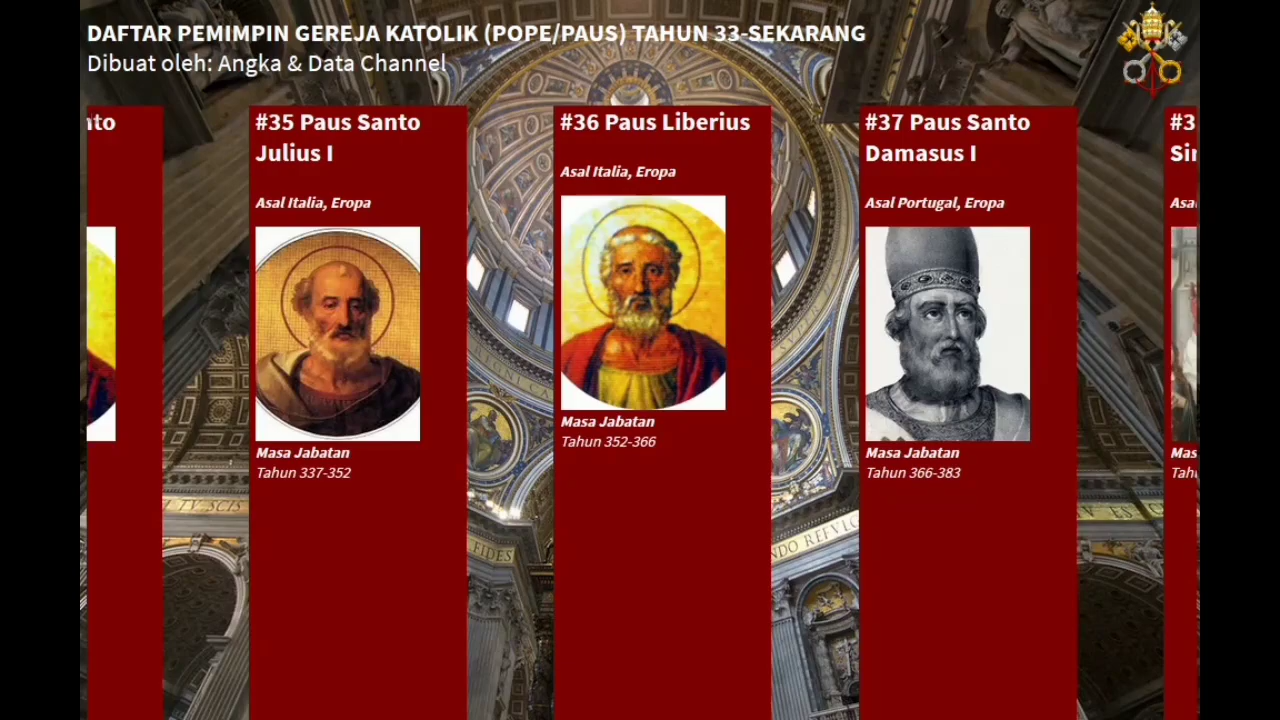 DAFTAR PEMIMPIN GEREJA KATOLIK (POPE/PAUS) TAHUN 33-SEKARANG
Dibuat oleh: Angka & Data Channel
#35 Paus Santo
Julius I
Asal Italia, Eropa
Masa Jabatan
Tahun 337-352
#36 Paus Liberius
Asal Italia, Eropa
Masa Jabatan
Tahun 352-366
#37 Paus Santo
Damasus I
Asal Portugal, Eropa
Masa Jabatan
Tahun 366-383
FIDES